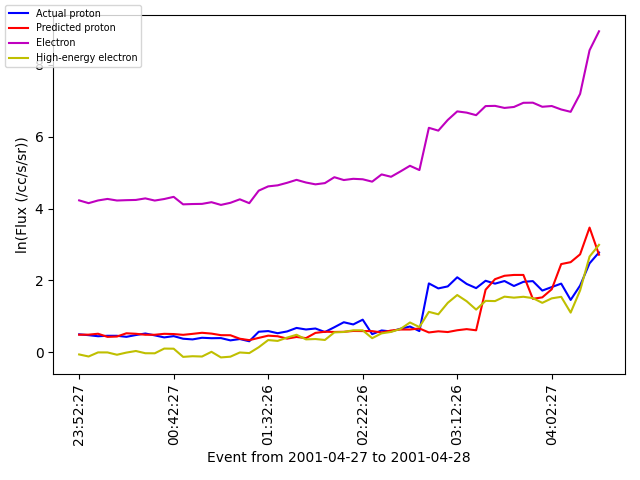 Actual proton
Predicted proton
Electron
High-energy electron
8
6
4
2
0
ln(Flux (/cc/s/sr))
23:52:27
00:42:27
01:32:26
02:22:26
03:12:26
04:02:27
Event from 2001-04-27 to 2001-04-28